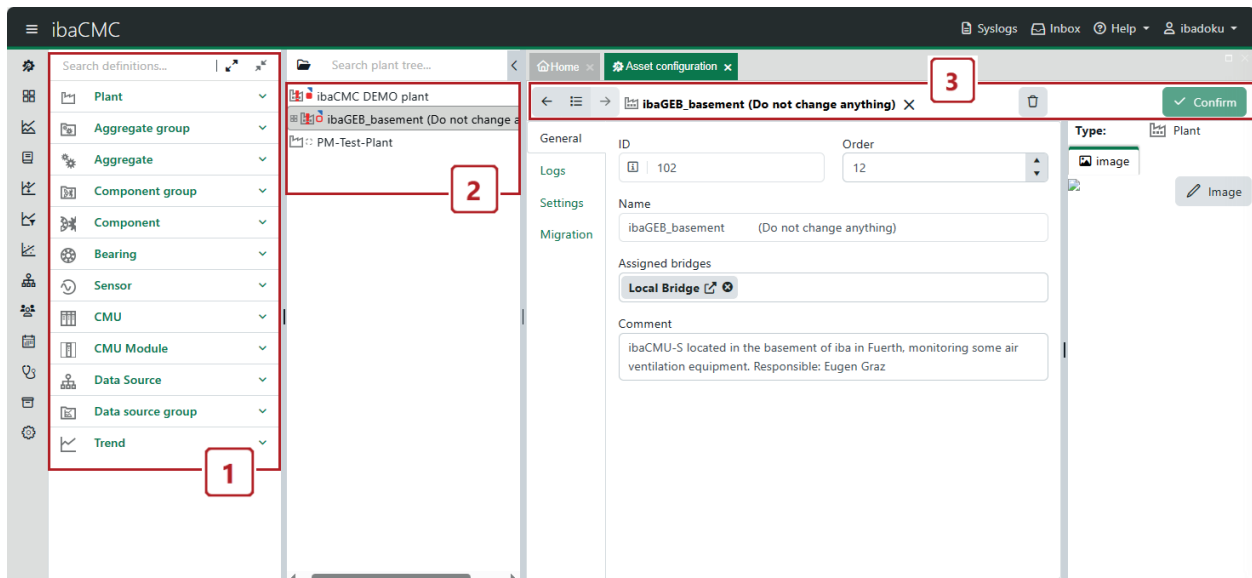 ibaCMC
Syslogs Inbox Help ibadoku
Search definitions...
Plant
Aggregate group
Aggregate
Component group
Component
Bearing
Sensor
CMU
CMU Module
Data Source
Data source group
Trend
1
Search plant tree...
ibaCMC DEMO plant
ibaGEB_basement (Do not change a
PM-Test-Plant
2
Home Asset configuration
3
ibaGEB_basement (Do not change anything)
Confirm
General
Logs
Settings
Migration
ID Order
102 12
Name
ibaGEB_basement (Do not change anything)
Assigned bridges
Local Bridge
Comment
ibaCMU-S located in the basement of iba in Fuerth, monitoring some air
ventilation equipment. Responsible: Eugen Graz
Type: Plant
image
Image